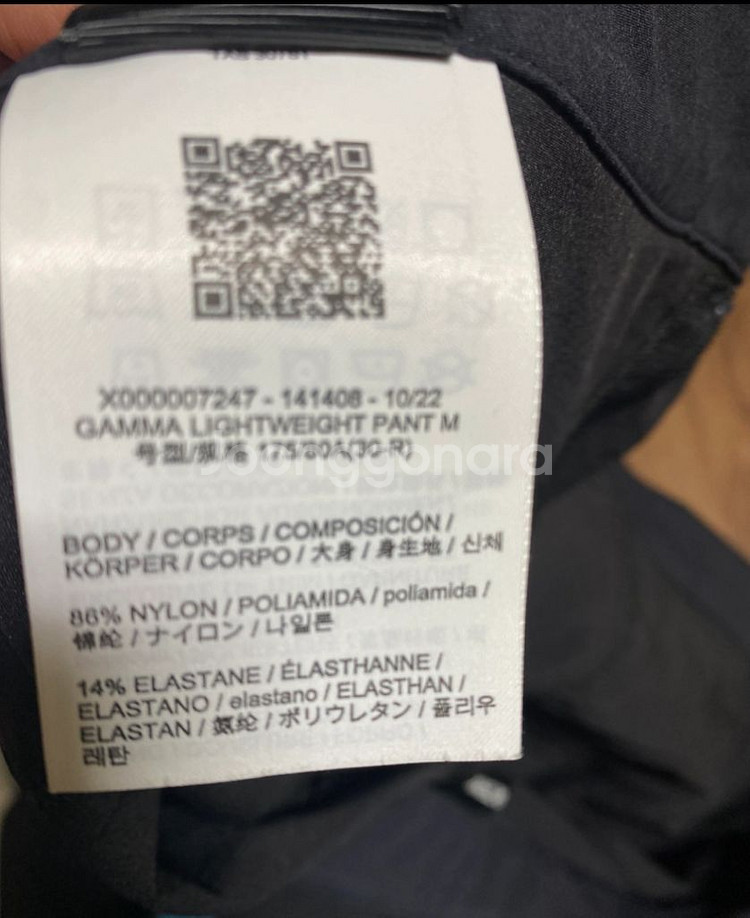 X000007247 - 141408 - 10/22
GAMMA LIGHTWEIGHT PANT M
号型/规格 175/80A(30-R)
joonggonara
BODY / CORPS / COMPOSICIÓN /
KÖRPER / CORPO / 大身 / 身生地 / 신체
86% NYLON / POLIAMIDA / poliamida /
锦纶 / ナイロン / 나일론
14% ELASTANE / ÉLASTHANNE /
ELASTANO / elastano / ELASTHAN /
ELASTAN / 氨纶 / ポリウレタン / 폴리우
레탄